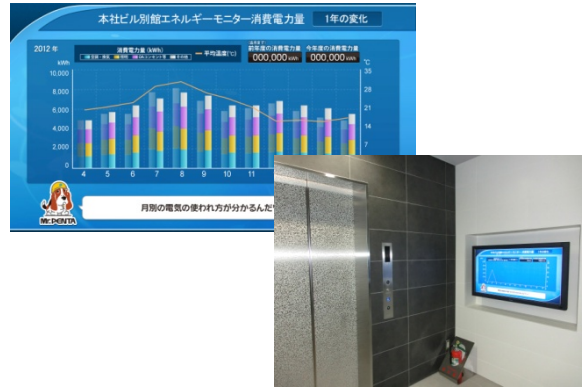 本社ビル別館エネルギーモニター消費電力量 1年の変化
2012年
消費電力量 (kWh)
平均温度(℃)
前年度の消費電力量 今年度の消費電力量
000,000 kWh 000,000 kWh
kWh
℃
10,000
8,000
6,000
4,000
2,000
0
35
28
21
14
7
4 5 6 7 8 9 10 11
Mr.PENTA
月別の電気の使われ方が分かるんだ